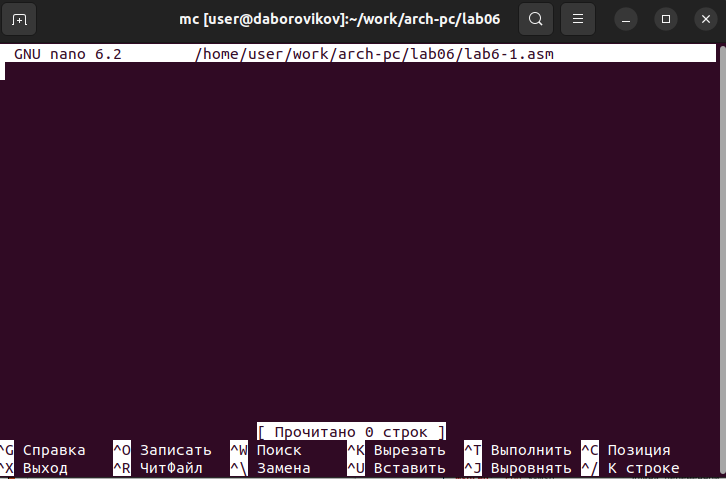 mc [user@daborovikov]:~/work/arch-pc/lab06
GNU nano 6.2 /home/user/work/arch-pc/lab06/lab6-1.asm
[ Прочитано 0 строк ]
^G Справка ^O Записать ^W Поиск ^K Вырезать ^T Выполнить ^C Позиция
^X Выход ^R ЧитФайл ^\ Замена ^U Вставить ^J Выровнять ^/ К строке